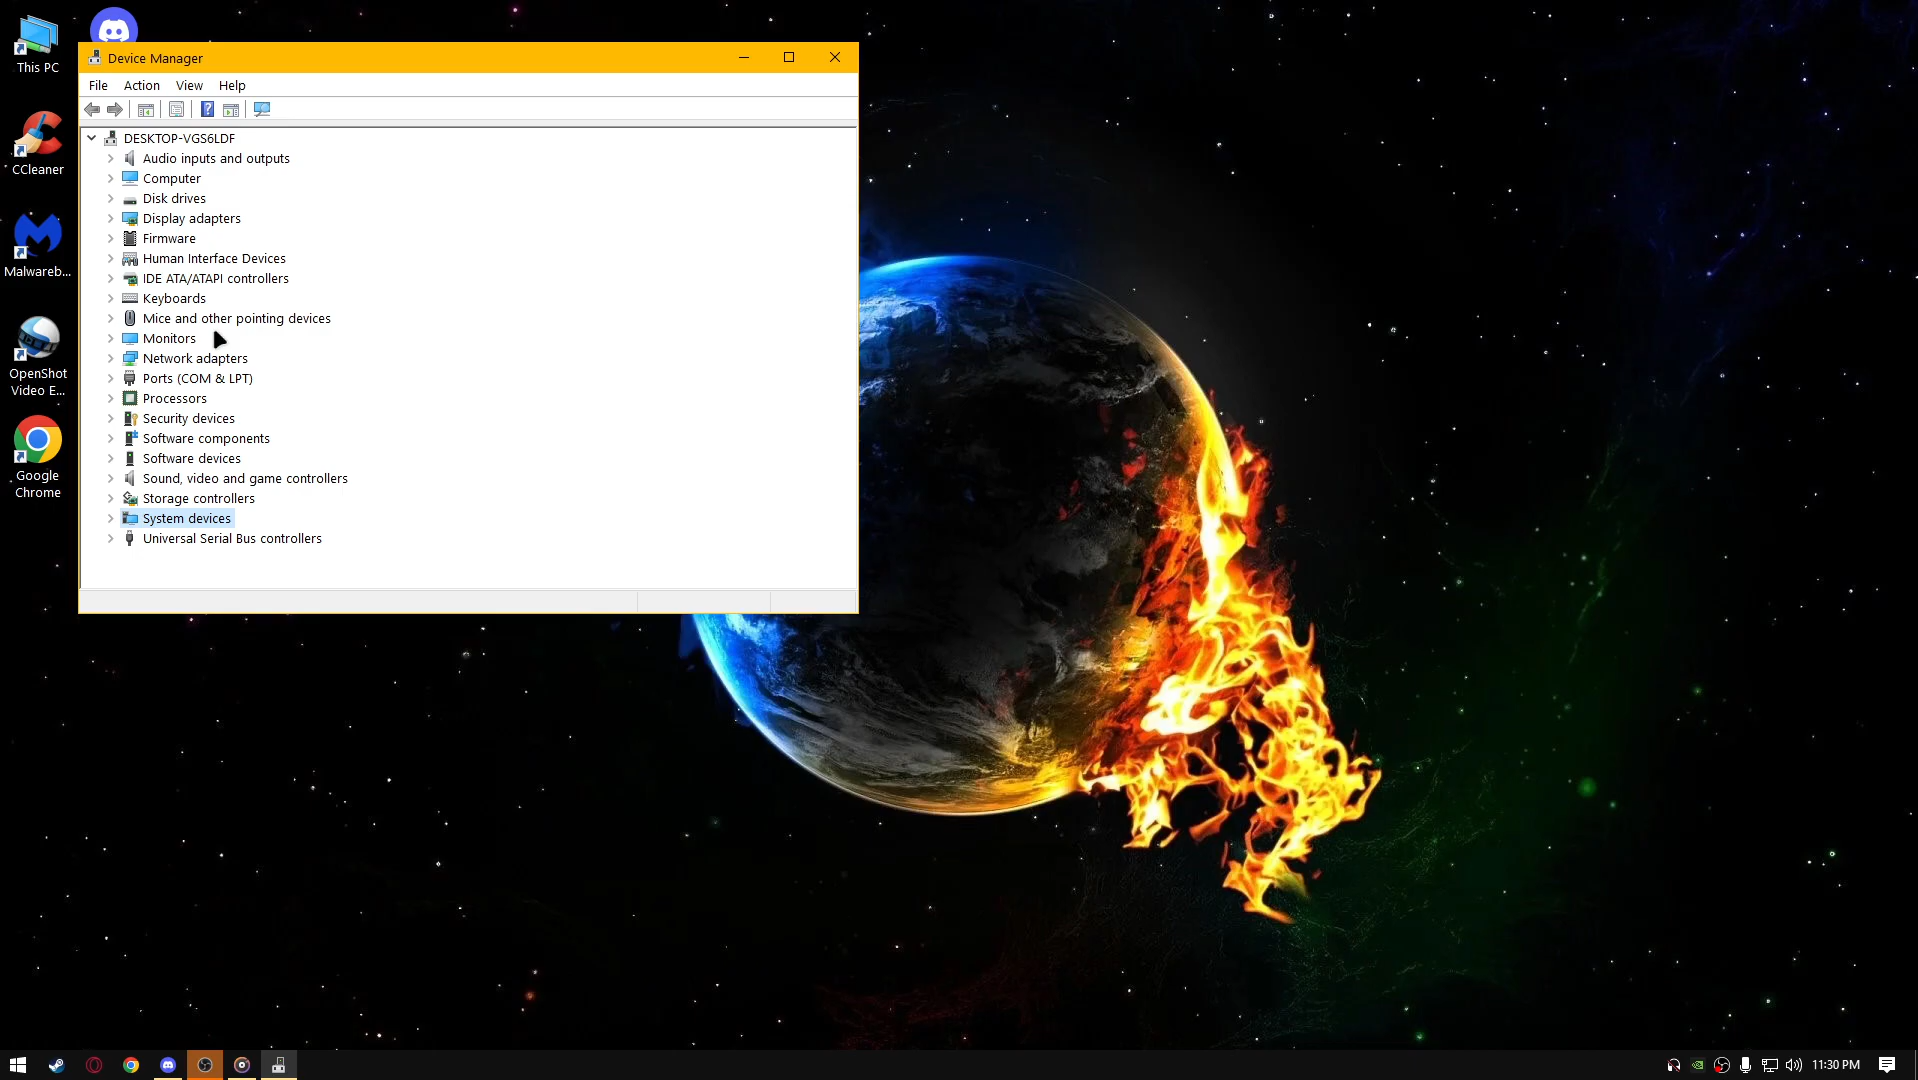 This PC
CCleaner
Malwareb...
OpenShot
Video E...
Google
Chrome
Device Manager
File Action View Help
DESKTOP-VGS6LDF
Audio inputs and outputs
Computer
Disk drives
Display adapters
Firmware
Human Interface Devices
IDE ATA/ATAPI controllers
Keyboards
Mice and other pointing devices
Monitors
Network adapters
Ports (COM & LPT)
Processors
Security devices
Software components
Software devices
Sound, video and game controllers
Storage controllers
System devices
Universal Serial Bus controllers
11:30 PM